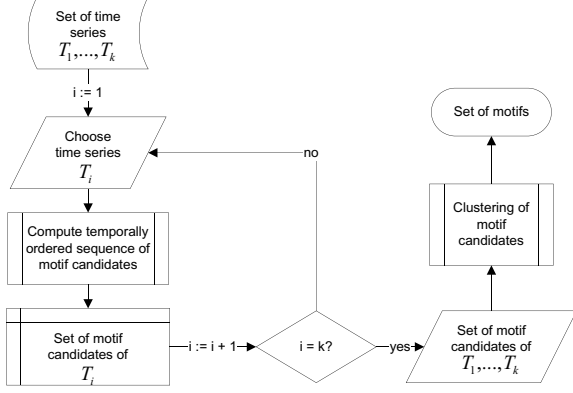 Set of time
series
T1,...,Tk
i := 1
Choose
time series
Ti
Compute temporally
ordered sequence of
motif candidates
Set of motif
candidates of
Ti
i := i + 1
i = k?
no
yes
Set of motif
candidates of
T1,...,Tk
Clustering of
motif
candidates
Set of motifs